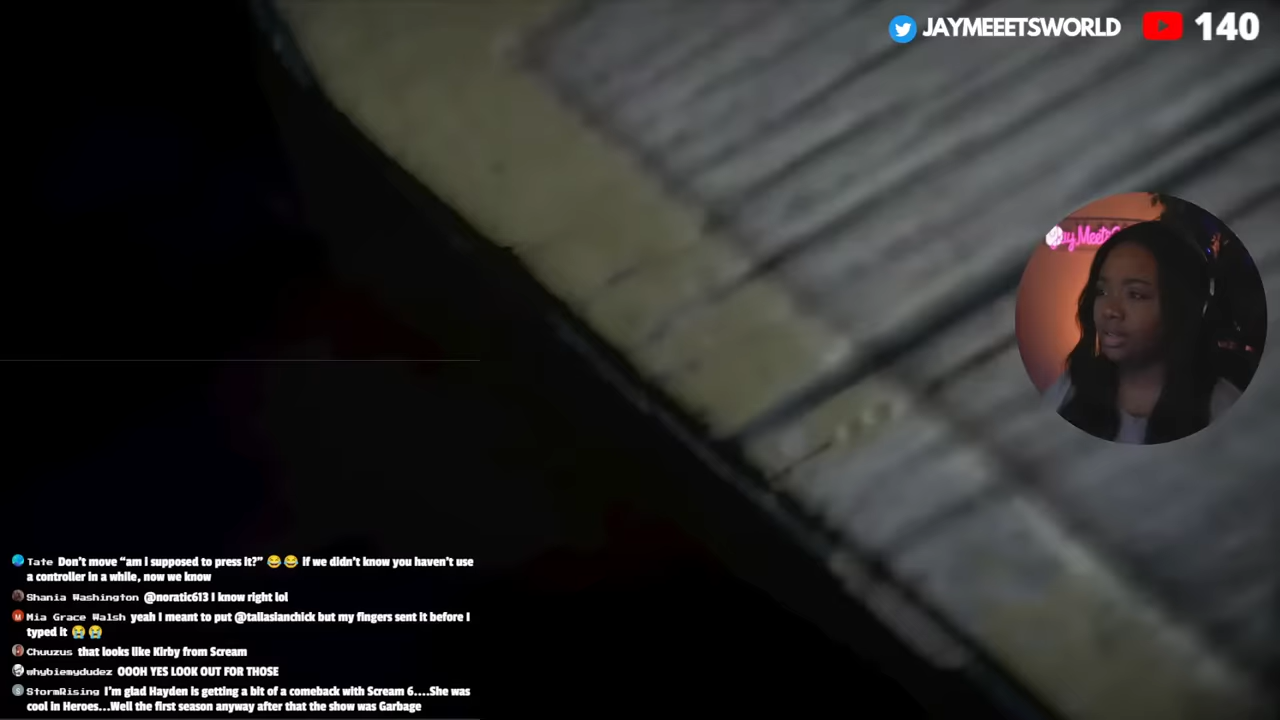 JAYMEEETSWORLD 140
Jay Meets
Tate Don't move “am i supposed to press it?” 😂 😂 If we didn't know you haven't use
a controller in a while, now we know
Shania Washington @noratic613 I know right lol
Mia Grace Walsh yeah I meant to put @tallasianchick but my fingers sent it before I
typed it 😭 😭
Chuuzus that looks like Kirby from Scream
whybiemydudez OOOH YES LOOK OUT FOR THOSE
StormRising I'm glad Hayden is getting a bit of a comeback with Scream 6....She was
cool in Heroes...Well the first season anyway after that the show was Garbage